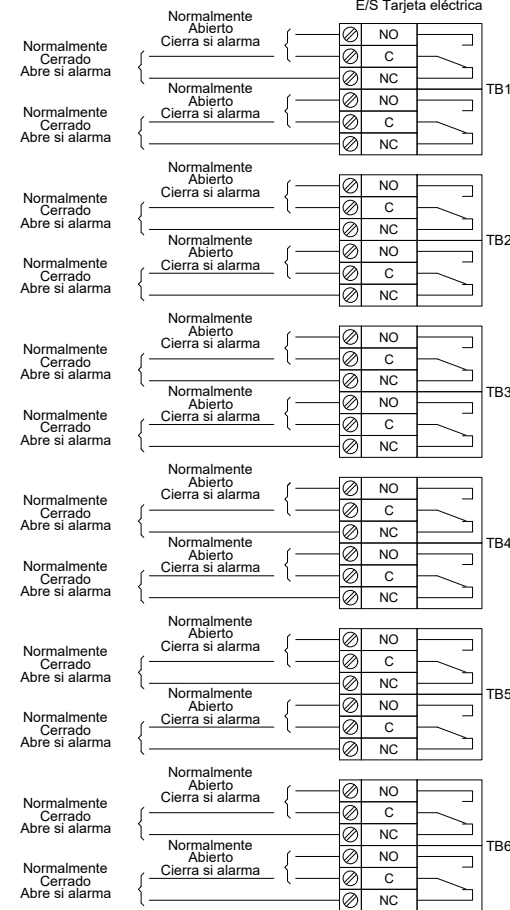 E/S Tarjeta eléctrica
Normalmente
Abierto
Cierra si alarma
NO
Normalmente
Cerrado
Abre si alarma
C
NC
TB1
Normalmente
Abierto
Cierra si alarma
NO
Normalmente
Cerrado
Abre si alarma
C
NC
Normalmente
Abierto
Cierra si alarma
NO
Normalmente
Cerrado
Abre si alarma
C
NC
TB2
Normalmente
Abierto
Cierra si alarma
NO
Normalmente
Cerrado
Abre si alarma
C
NC
Normalmente
Abierto
Cierra si alarma
NO
Normalmente
Cerrado
Abre si alarma
C
NC
TB3
Normalmente
Abierto
Cierra si alarma
NO
Normalmente
Cerrado
Abre si alarma
C
NC
Normalmente
Abierto
Cierra si alarma
NO
Normalmente
Cerrado
Abre si alarma
C
NC
TB4
Normalmente
Abierto
Cierra si alarma
NO
Normalmente
Cerrado
Abre si alarma
C
NC
Normalmente
Abierto
Cierra si alarma
NO
Normalmente
Cerrado
Abre si alarma
C
NC
TB5
Normalmente
Abierto
Cierra si alarma
NO
Normalmente
Cerrado
Abre si alarma
C
NC
Normalmente
Abierto
Cierra si alarma
NO
Normalmente
Cerrado
Abre si alarma
C
NC
TB6
Normalmente
Abierto
Cierra si alarma
NO
Normalmente
Cerrado
Abre si alarma
C
NC